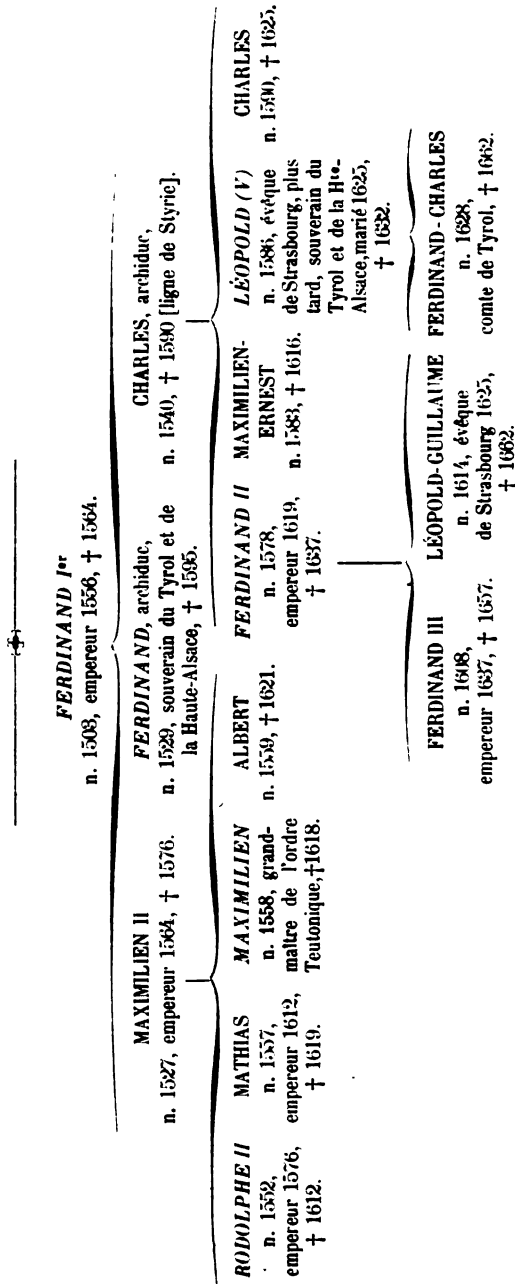 FERDINAND Iᵉʳ
n. 1503, empereur 1556, † 1564.
MAXIMILIEN II
n. 1527, empereur 1564, † 1576.
FERDINAND, archiduc,
n. 1529, souverain du Tyrol et de
la Haute-Alsace, † 1595.
CHARLES, archiduc,
n. 1540, † 1590 [ligne de Styrie].
RODOLPHE II
n. 1552,
empereur 1576,
† 1612.
MATHIAS
n. 1557,
empereur 1612,
† 1619.
MAXIMILIEN
n. 1558, grand-
maître de l'ordre
Teutonique, †1618.
ALBERT
n. 1559, †1621.
FERDINAND II
n. 1578,
empereur 1619,
† 1637.
MAXIMILIEN-
ERNEST
n. 1583, † 1616.
LÉOPOLD (V)
n. 1586, évêque
de Strasbourg, plus
tard, souverain du
Tyrol et de la Hᵗᵉ-
Alsace, marié 1625,
† 1632.
CHARLES
n. 1590, † 1625.
FERDINAND III
n. 1608,
empereur 1637, † 1657.
LÉOPOLD-GUILLAUME
n. 1614, évêque
de Strasbourg 1625,
† 1662.
FERDINAND-CHARLES
n. 1628,
comte de Tyrol, † 1662.